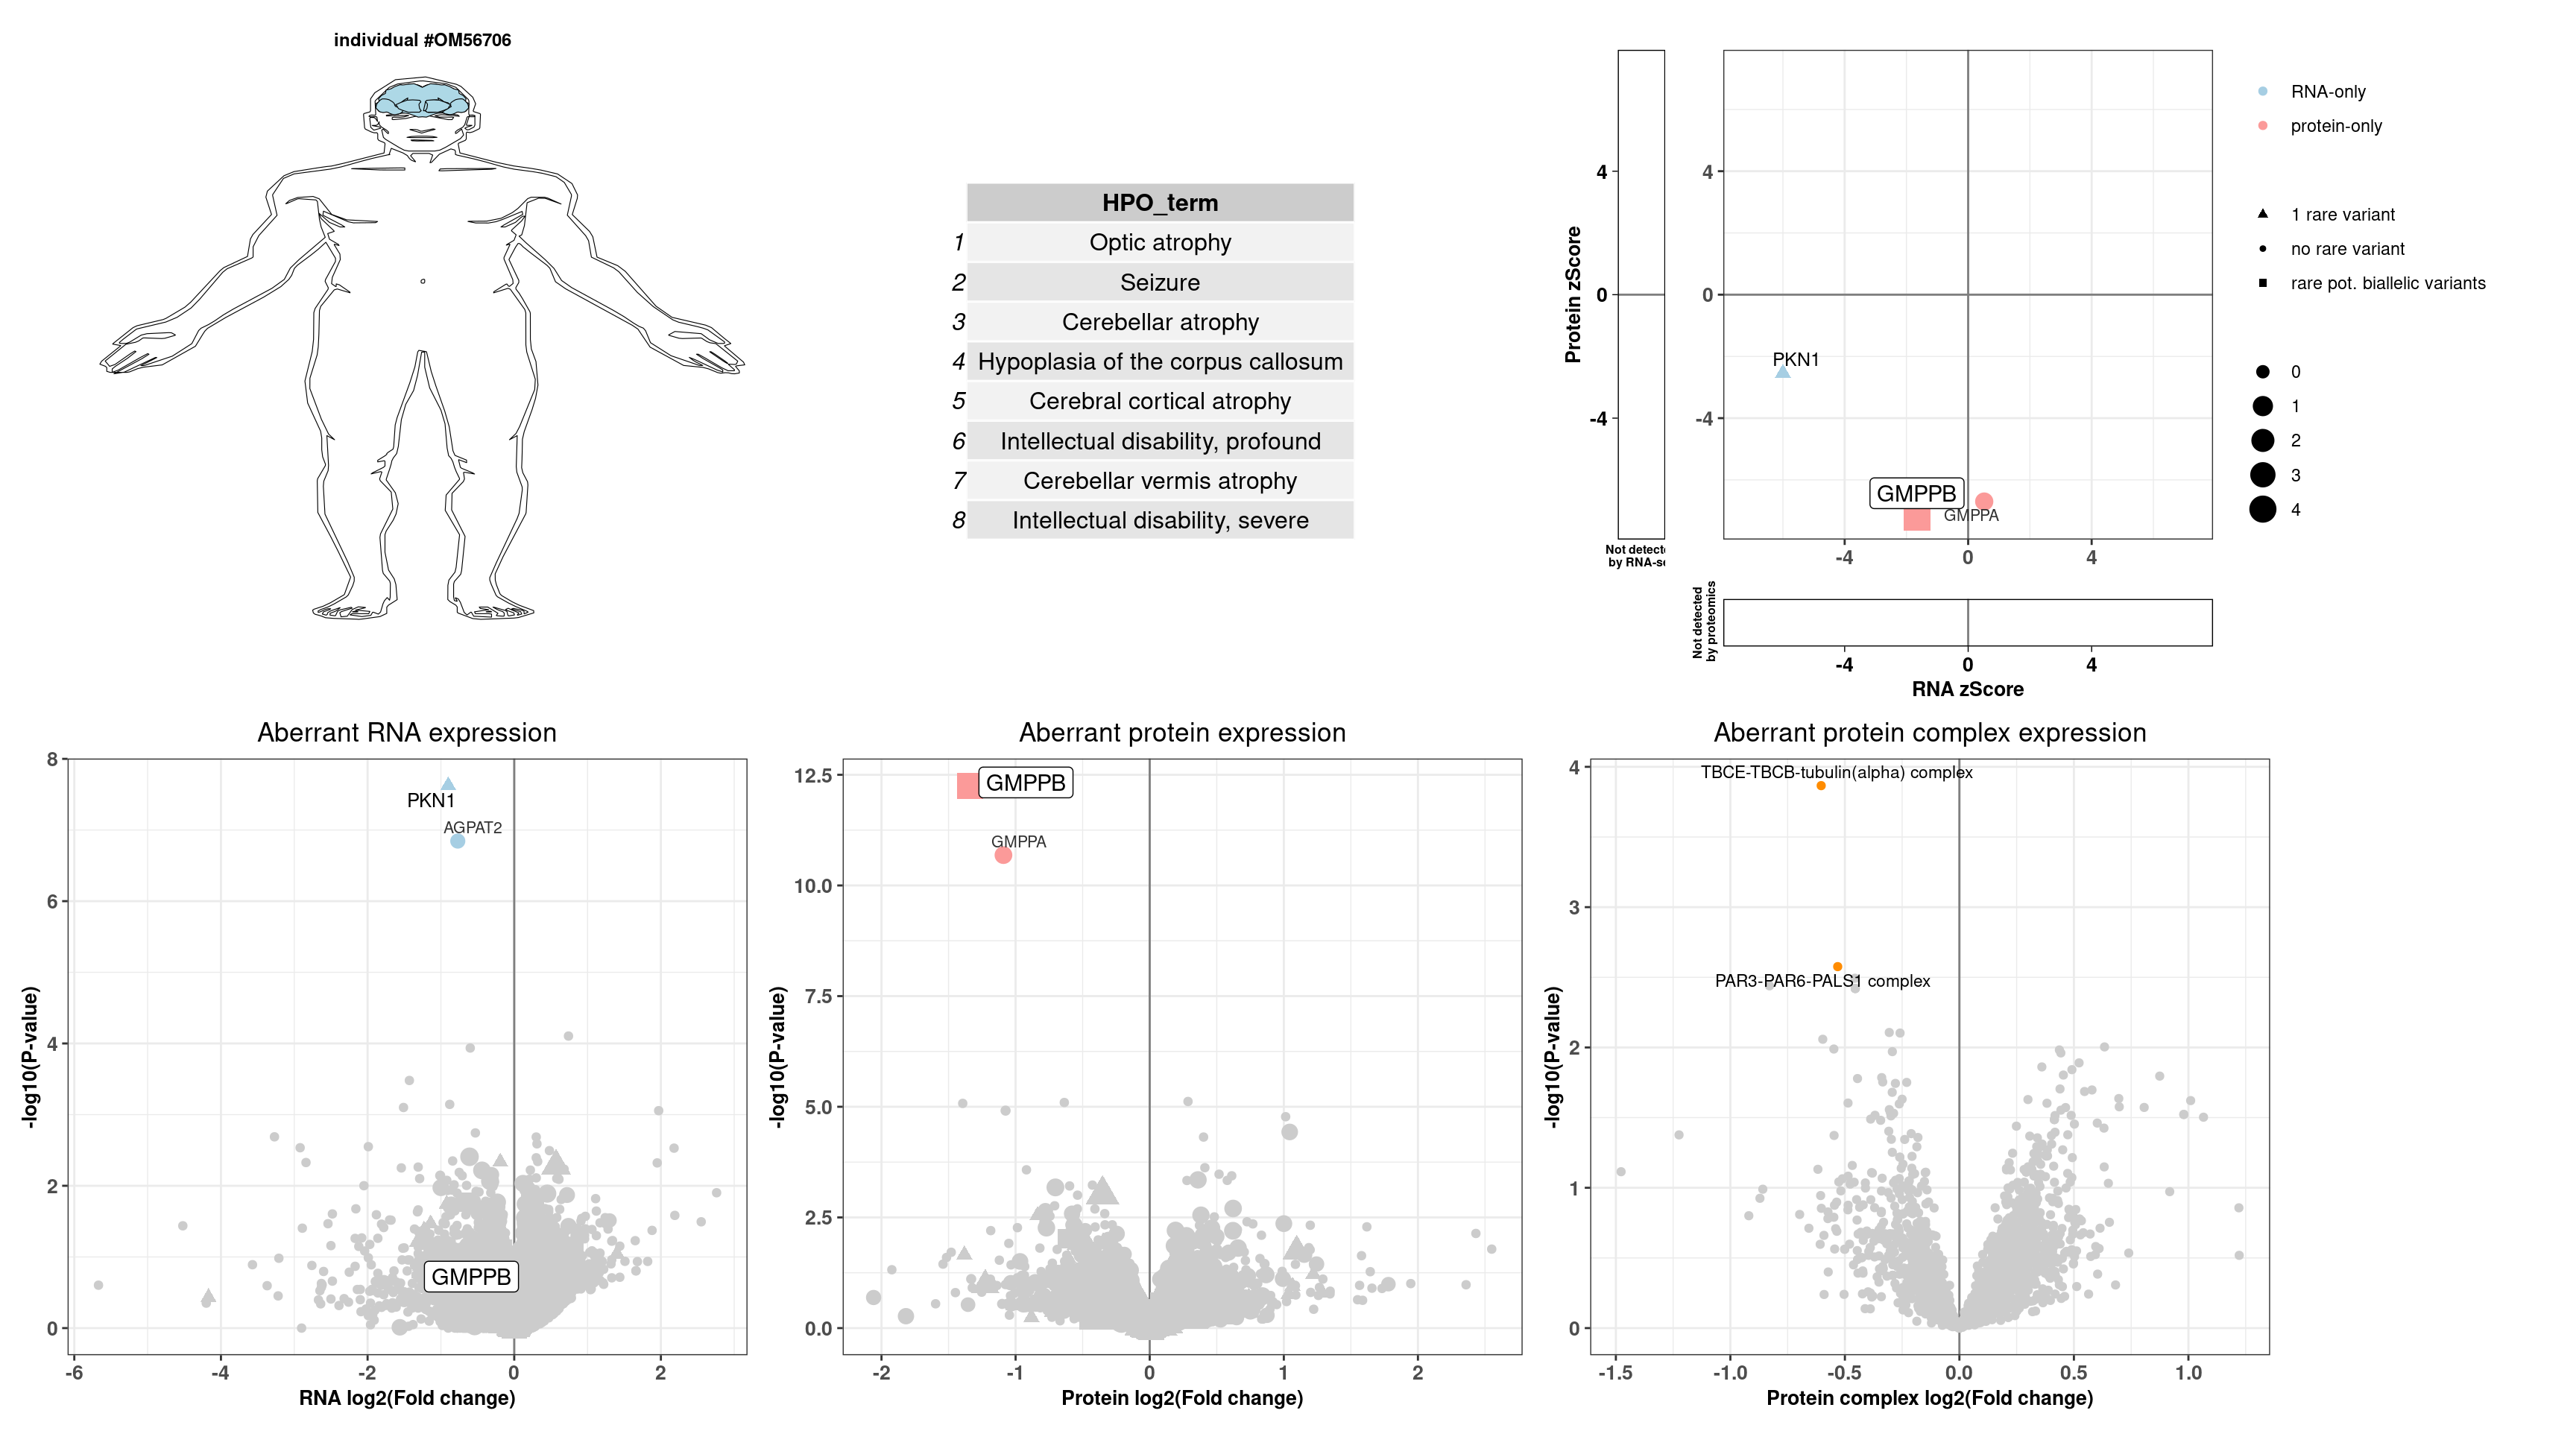 individual #OM56706
HPO_term
1 Optic atrophy
2 Seizure
3 Cerebellar atrophy
4 Hypoplasia of the corpus callosum
5 Cerebral cortical atrophy
6 Intellectual disability, profound
7 Cerebellar vermis atrophy
8 Intellectual disability, severe
Protein zScore
4
0
-4
Not detecte
by RNA-se
4
0
-4
PKN1
GMPPB
GMPPA
-4 0 4
Not detected
by proteomics
-4 0 4
RNA zScore
RNA-only
protein-only
1 rare variant
no rare variant
rare pot. biallelic variants
0
1
2
3
4
Aberrant RNA expression
-log10(P-value)
8
6
4
2
0
PKN1
AGPAT2
GMPPB
-6 -4 -2 0 2
RNA log2(Fold change)
Aberrant protein expression
-log10(P-value)
12.5
10.0
7.5
5.0
2.5
0.0
GMPPB
GMPPA
-2 -1 0 1 2
Protein log2(Fold change)
Aberrant protein complex expression
-log10(P-value)
4
3
2
1
0
TBCE-TBCB-tubulin(alpha) complex
PAR3-PAR6-PALS1 complex
-1.5 -1.0 -0.5 0.0 0.5 1.0
Protein complex log2(Fold change)